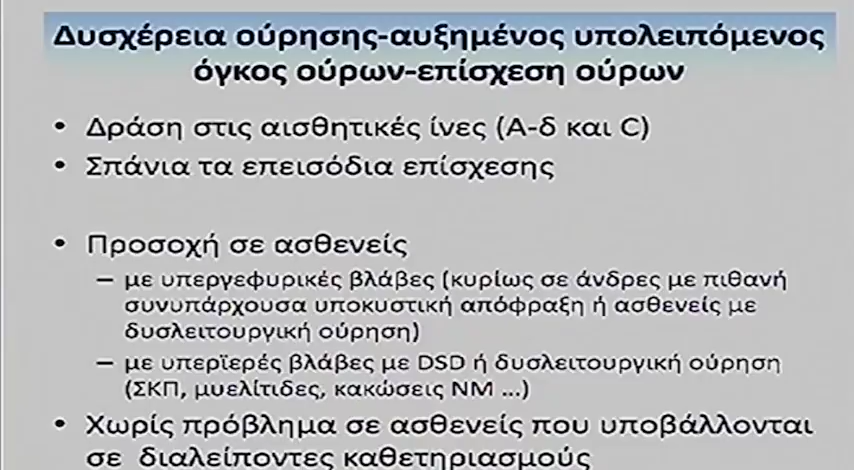 Δυσχέρεια ούρησης-αυξημένος υπολειπόμενος
όγκος ούρων-επίσχεση ούρων
• Δράση στις αισθητικές ίνες (Α-δ και C)
• Σπάνια τα επεισόδια επίσχεσης
• Προσοχή σε ασθενείς
– με υπεργεφυρικές βλάβες (κυρίως σε άνδρες με πιθανή
συνυπάρχουσα υποκυστική απόφραξη ή ασθενείς με
δυσλειτουργική ούρηση)
– με υπερϊερές βλάβες με DSD ή δυσλειτουργική ούρηση
(ΣΚΠ, μυελίτιδες, κακώσεις ΝΜ ...)
• Χωρίς πρόβλημα σε ασθενείς που υποβάλλονται
σε διαλείποντες καθετηριασμούς